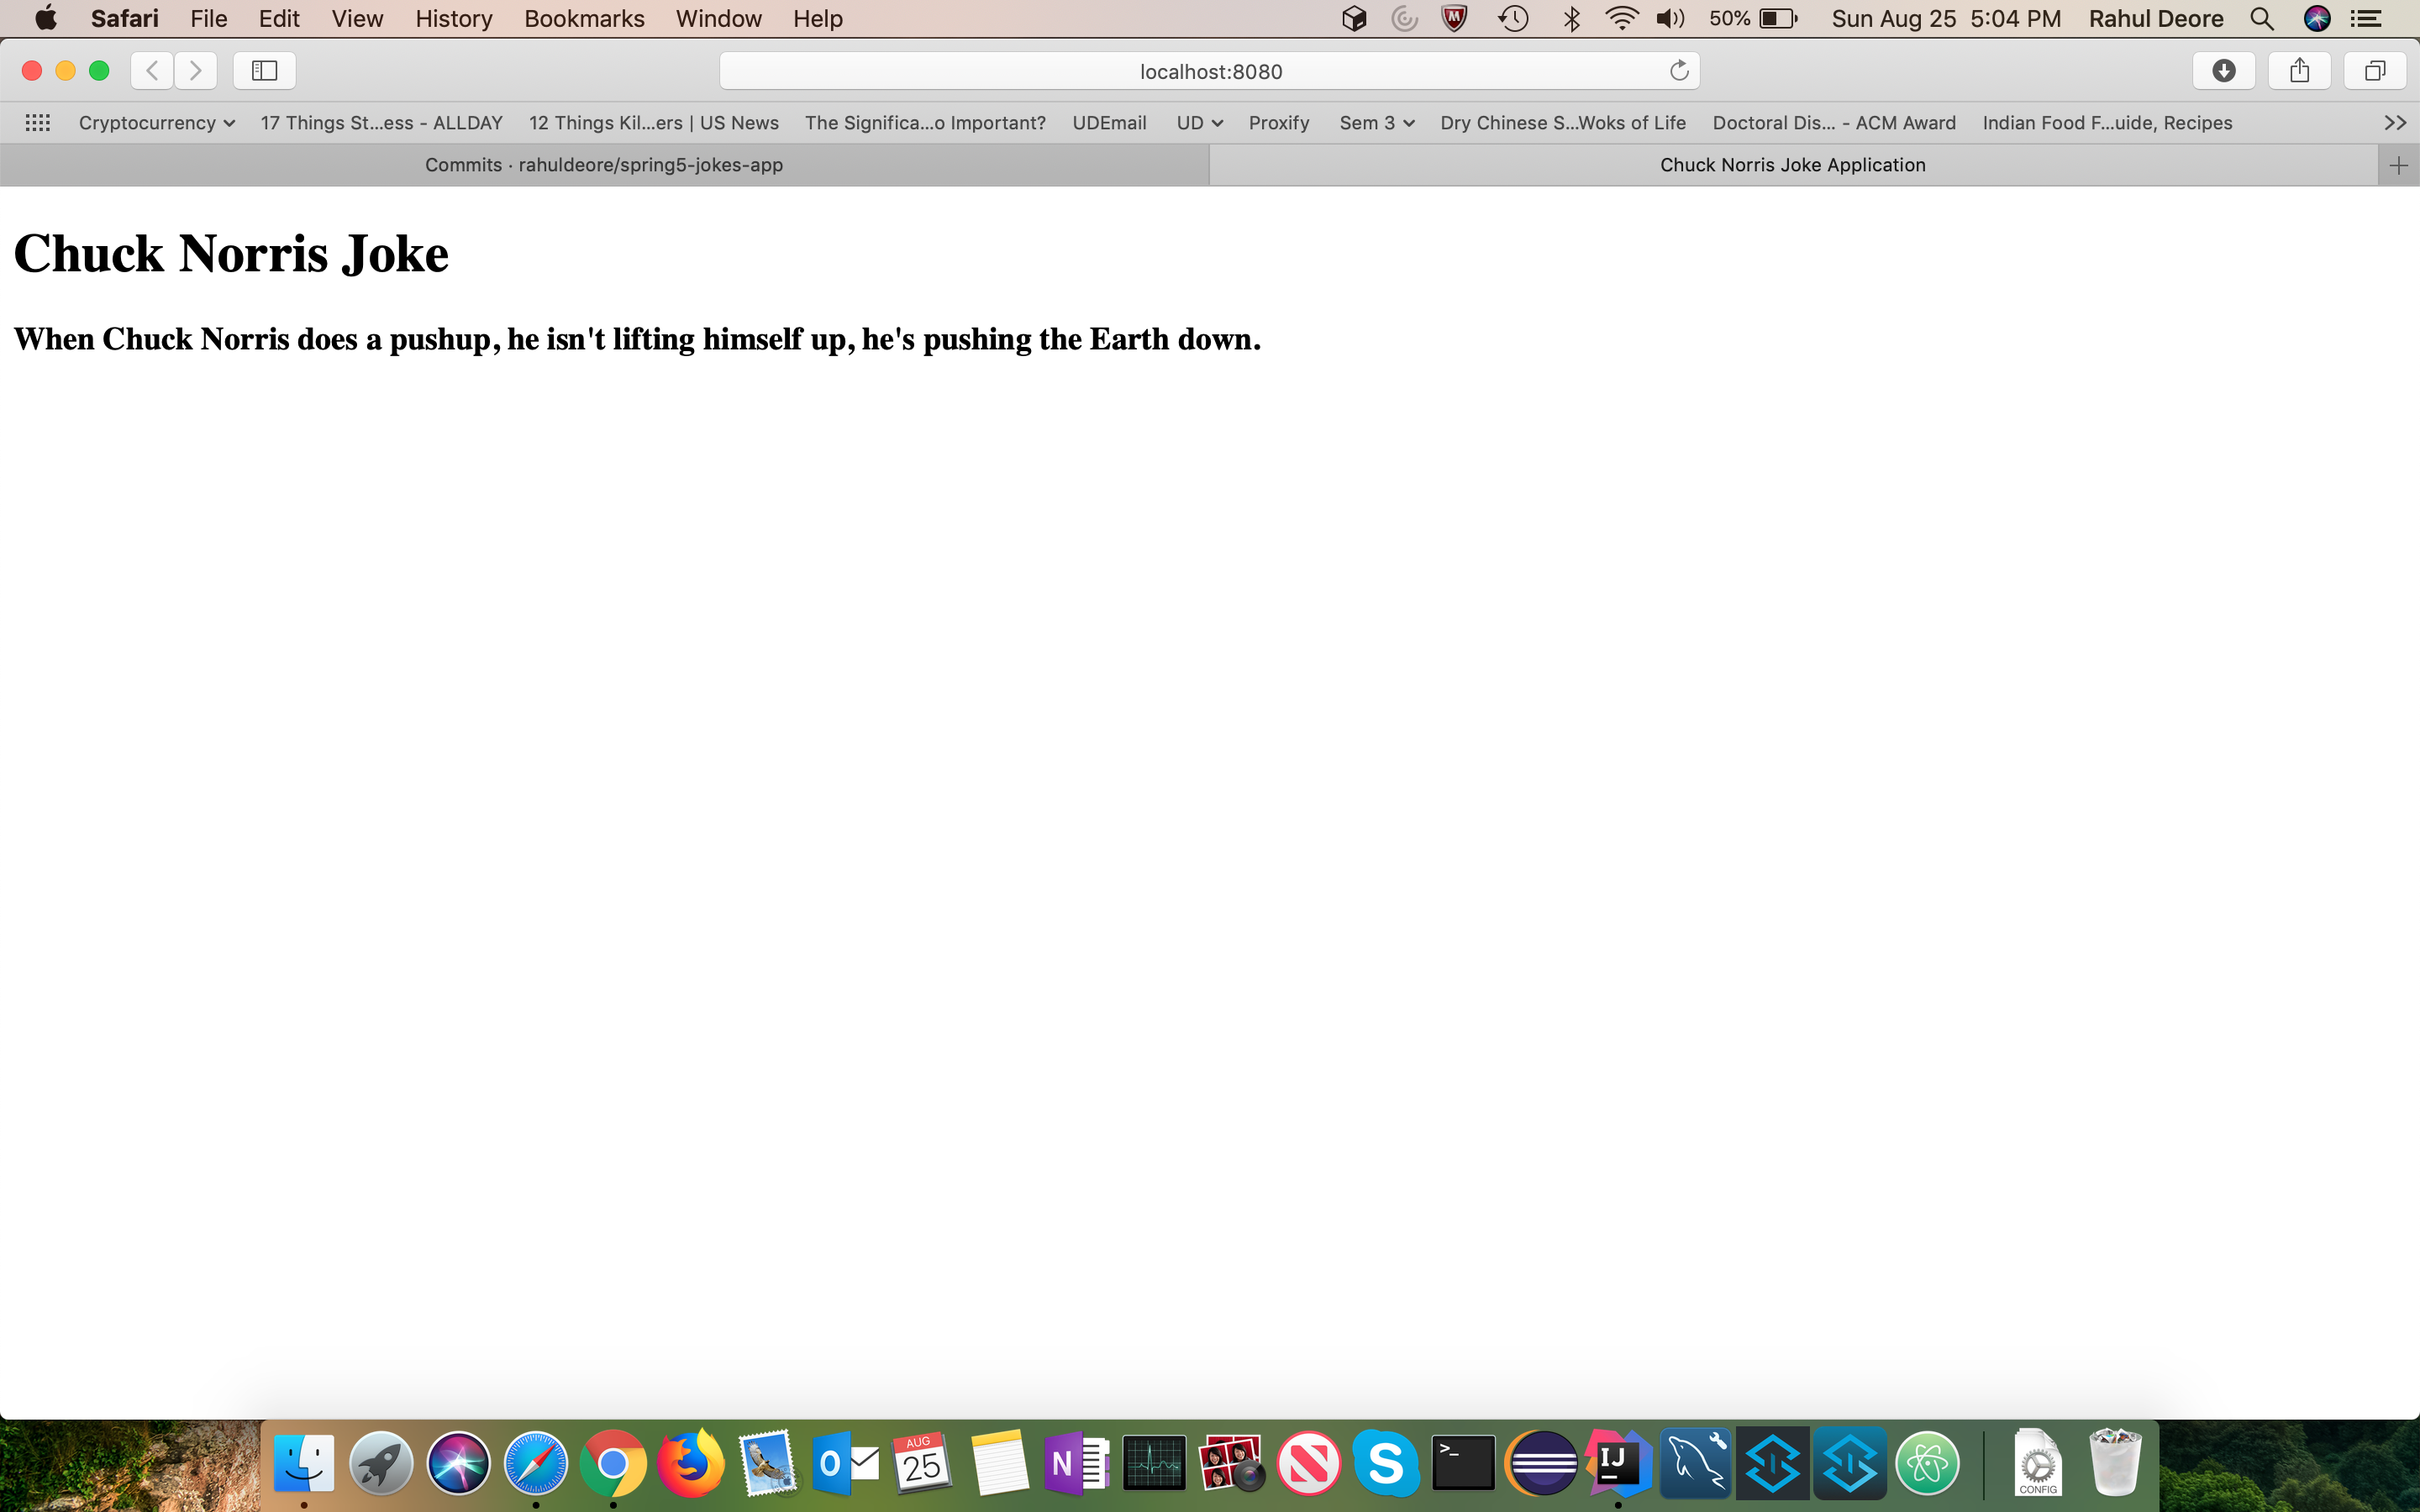 Safari File Edit View History Bookmarks Window Help 50% Sun Aug 25 5:04 PM Rahul Deore
localhost:8080
Cryptocurrency 17 Things St...ess - ALLDAY 12 Things Kil...ers | US News The Significa...o Important? UDEmail UD Proxify Sem 3 Dry Chinese S...Woks of Life Doctoral Dis... - ACM Award Indian Food F...uide, Recipes
Commits · rahuldeore/spring5-jokes-app Chuck Norris Joke Application
Chuck Norris Joke
When Chuck Norris does a pushup, he isn't lifting himself up, he's pushing the Earth down.
AUG
25
IJ
CONFIG